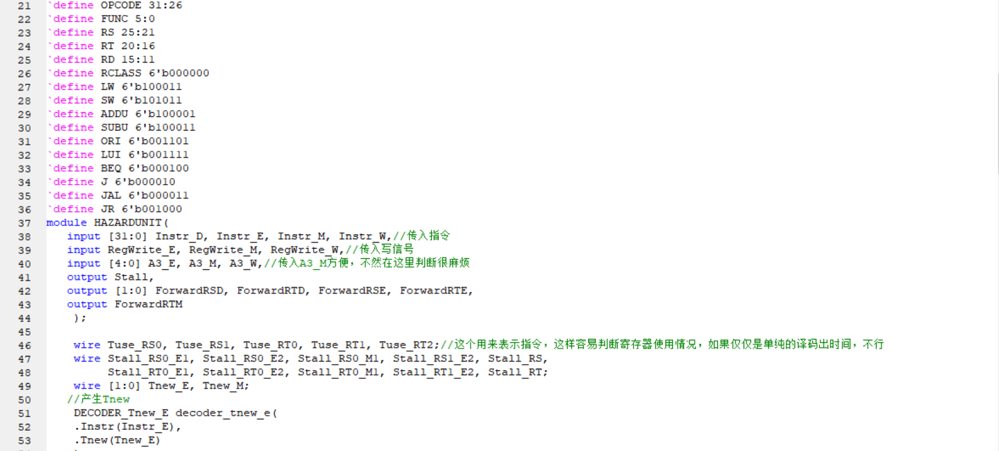 21 `define OPCODE 31:26
22 `define FUNC 5:0
23 `define RS 25:21
24 `define RT 20:16
25 `define RD 15:11
26 `define RCLASS 6'b000000
27 `define LW 6'b100011
28 `define SW 6'b101011
29 `define ADDU 6'b100001
30 `define SUBU 6'b100011
31 `define ORI 6'b001101
32 `define LUI 6'b001111
33 `define BEQ 6'b000100
34 `define J 6'b000010
35 `define JAL 6'b000011
36 `define JR 6'b001000
37 module HAZARDUNIT(
38 input [31:0] Instr_D, Instr_E, Instr_M, Instr_W,//传入指令
39 input RegWrite_E, RegWrite_M, RegWrite_W,//传入写信号
40 input [4:0] A3_E, A3_M, A3_W,//传入A3_M方便，不然在这里判断很麻烦
41 output Stall,
42 output [1:0] ForwardRSD, ForwardRTD, ForwardRSE, ForwardRTE,
43 output ForwardRTM
44 );
45
46 wire Tuse_RS0, Tuse_RS1, Tuse_RT0, Tuse_RT1, Tuse_RT2;//这个用来表示指令，这样容易判断寄存器使用情况，如果仅仅是单纯的译码出时间，不行
47 wire Stall_RS0_E1, Stall_RS0_E2, Stall_RS0_M1, Stall_RS1_E2, Stall_RS,
48 Stall_RT0_E1, Stall_RT0_E2, Stall_RT0_M1, Stall_RT1_E2, Stall_RT;
49 wire [1:0] Tnew_E, Tnew_M;
50 //产生Tnew
51 DECODER_Tnew_E decoder_tnew_e(
52 .Instr(Instr_E),
53 .Tnew(Tnew_E)